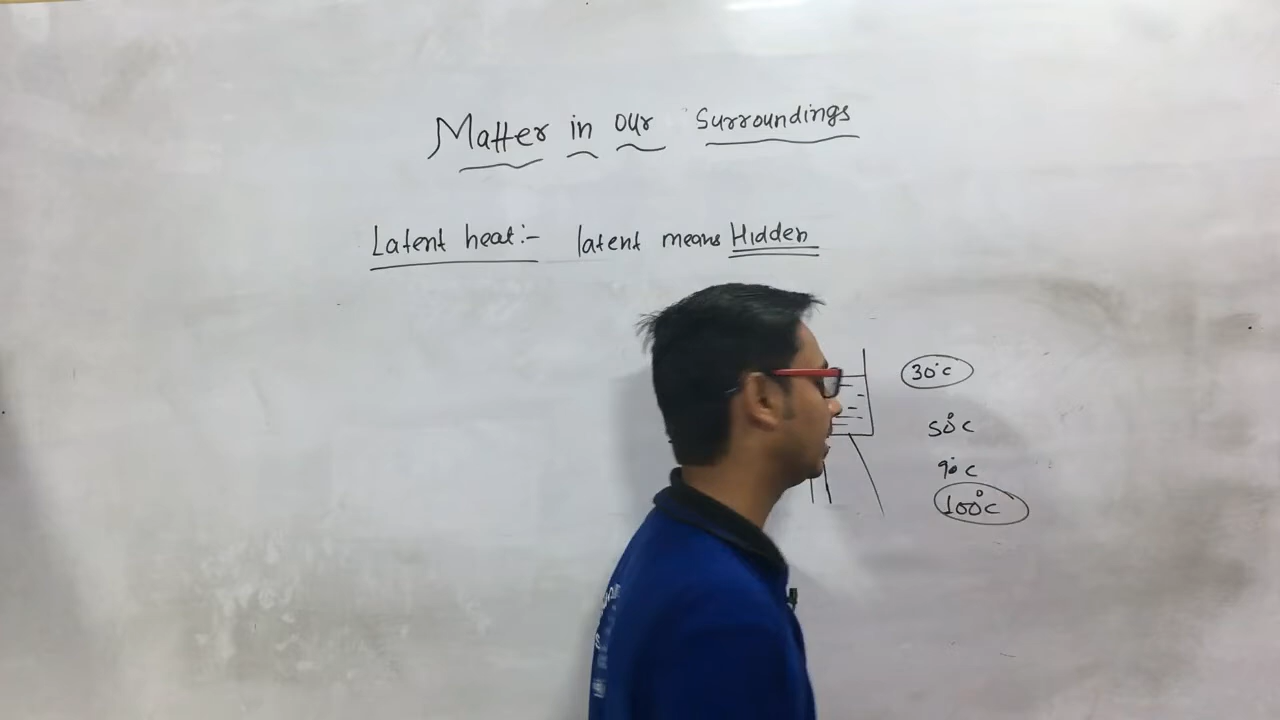 Matter in our Surroundings
Latent heat:- latent means Hidden
30°C
50°C
90°C
100°C